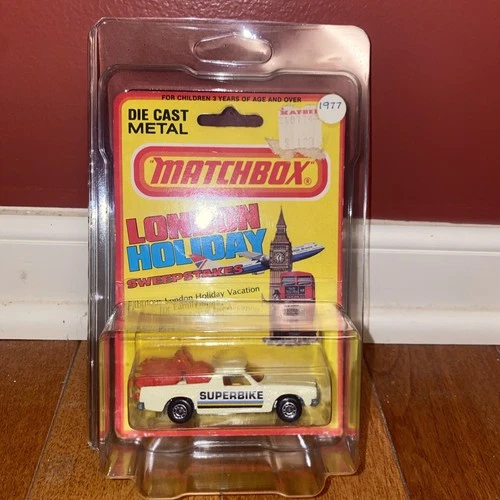 FOR CHILDREN 3 YEARS OF AGE AND OVER
1977
DIE CAST
METAL
"MATCHBOX"®
LONDON
HOLIDAY
SWEEPSTAKES
London Holiday Vacation
SUPERBIKE